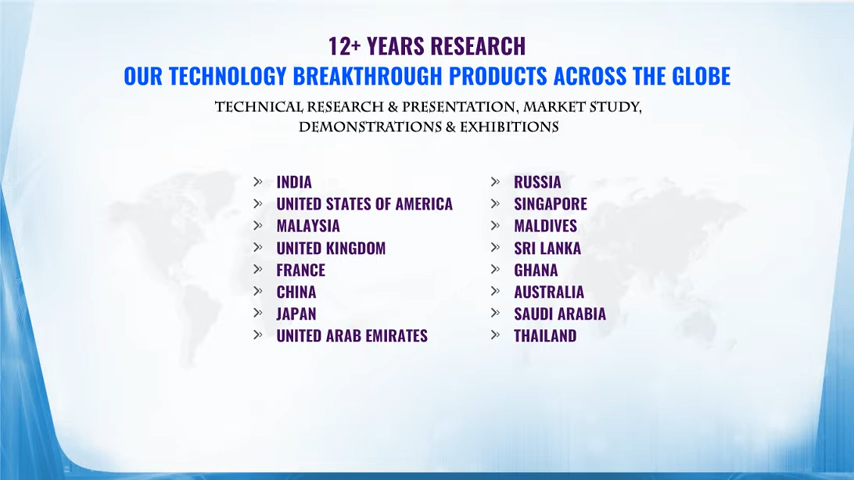 12+ YEARS RESEARCH
OUR TECHNOLOGY BREAKTHROUGH PRODUCTS ACROSS THE GLOBE
TECHNICAL RESEARCH & PRESENTATION, MARKET STUDY,
DEMONSTRATIONS & EXHIBITIONS
INDIA
UNITED STATES OF AMERICA
MALAYSIA
UNITED KINGDOM
FRANCE
CHINA
JAPAN
UNITED ARAB EMIRATES
RUSSIA
SINGAPORE
MALDIVES
SRI LANKA
GHANA
AUSTRALIA
SAUDI ARABIA
THAILAND